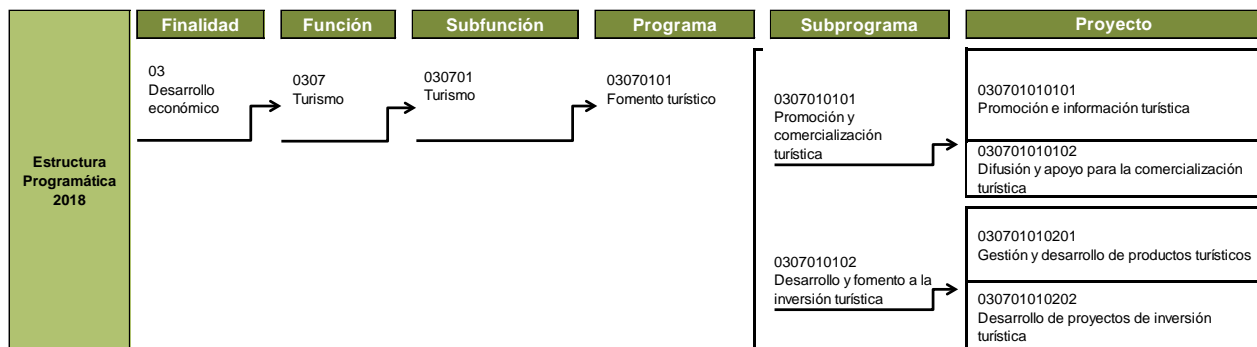 Finalidad
Función
Subfunción
Programa
Subprograma
Proyecto
Estructura
Programática
2018
03
Desarrollo
económico
0307
Turismo
030701
Turismo
03070101
Fomento turístico
0307010101
Promoción y
comercialización
turística
030701010101
Promoción e información turística
030701010102
Difusión y apoyo para la comercialización
turística
0307010102
Desarrollo y fomento a la
inversión turística
030701010201
Gestión y desarrollo de productos turísticos
030701010202
Desarrollo de proyectos de inversión
turística